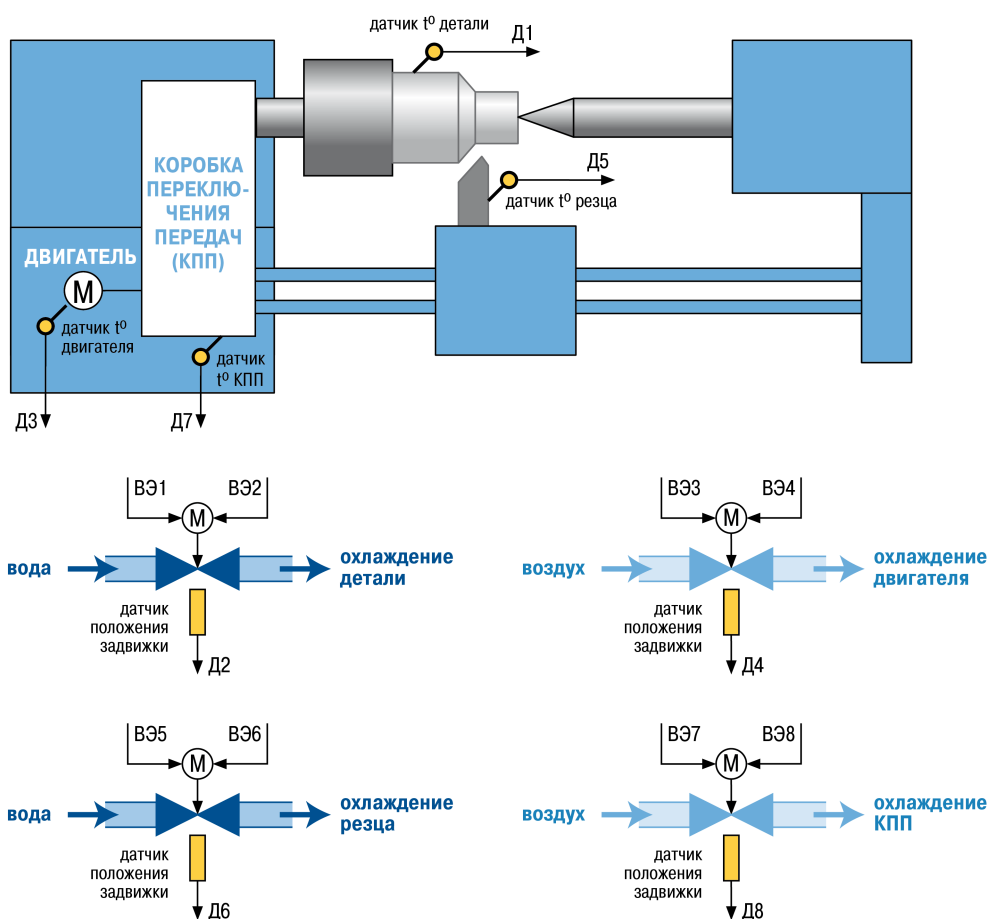 датчик tº детали
Д1
КОРОБКА
ПЕРЕКЛЮ-
ЧЕНИЯ
ПЕРЕДАЧ
(КПП)
Д5
датчик tº резца
ДВИГАТЕЛЬ
М
датчик tº
двигателя
датчик
tº КПП
Д3
Д7
ВЭ1
ВЭ2
М
вода
охлаждение
детали
датчик
положения
задвижки
Д2
ВЭ3
ВЭ4
М
воздух
охлаждение
двигателя
датчик
положения
задвижки
Д4
ВЭ5
ВЭ6
М
вода
охлаждение
резца
датчик
положения
задвижки
Д6
ВЭ7
ВЭ8
М
воздух
охлаждение
КПП
датчик
положения
задвижки
Д8